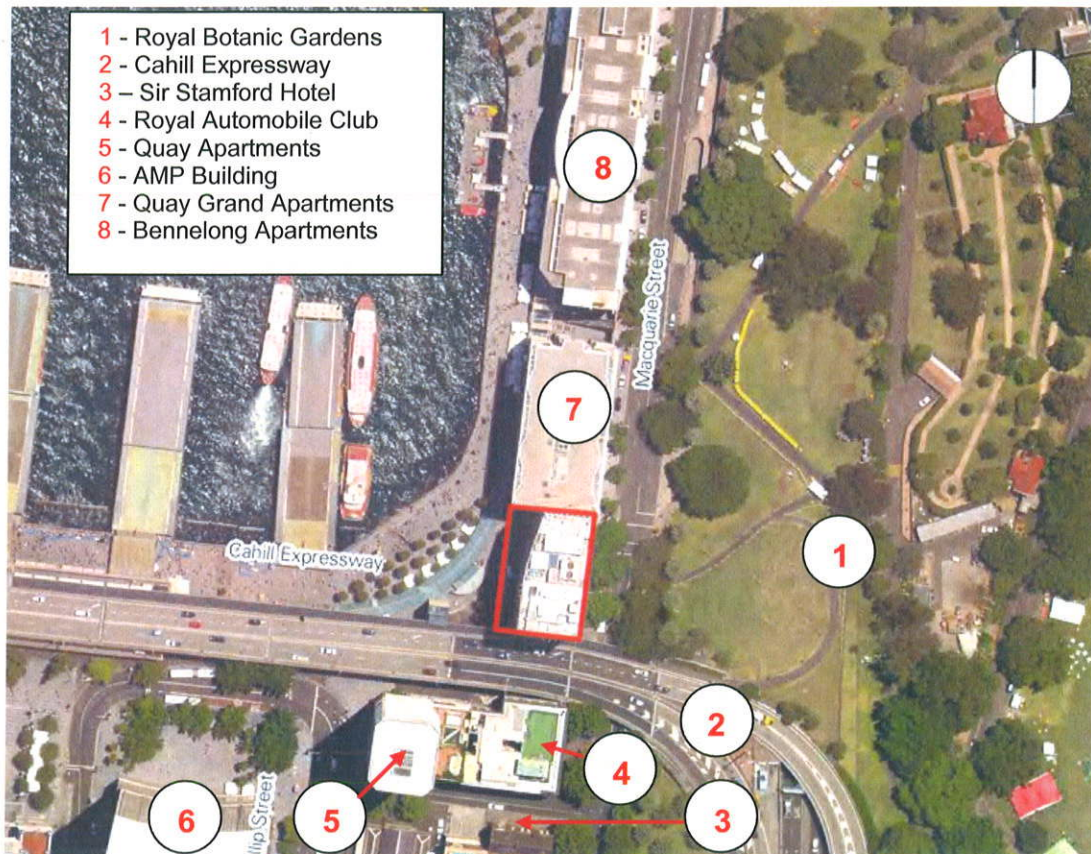 1 - Royal Botanic Gardens
2 - Cahill Expressway
3 – Sir Stamford Hotel
4 - Royal Automobile Club
5 - Quay Apartments
6 - AMP Building
7 - Quay Grand Apartments
8 - Bennelong Apartments
8
Macquarie Street
7
1
Cahill Expressway
2
4
6
llip Street
5
3